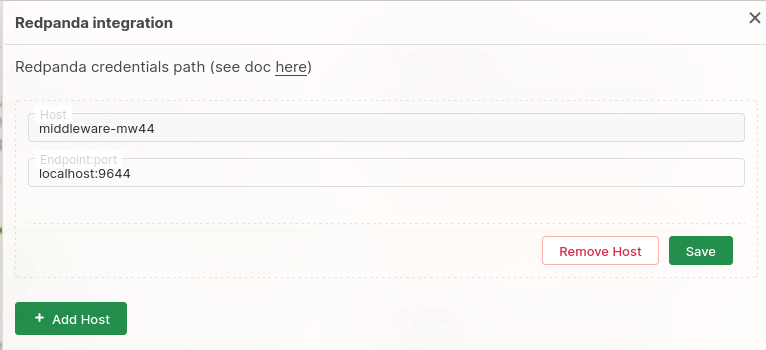 Redpanda integration
Redpanda credentials path (see doc here)
Host
middleware-mw44
Endpoint:port
localhost:9644
Remove Host
Save
+ Add Host